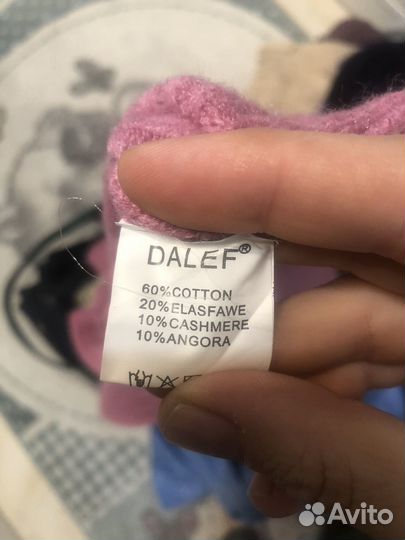 DALEF®
60%COTTON
20%ELASFAWE
10%CASHMERE
10%ANGORA
Avito